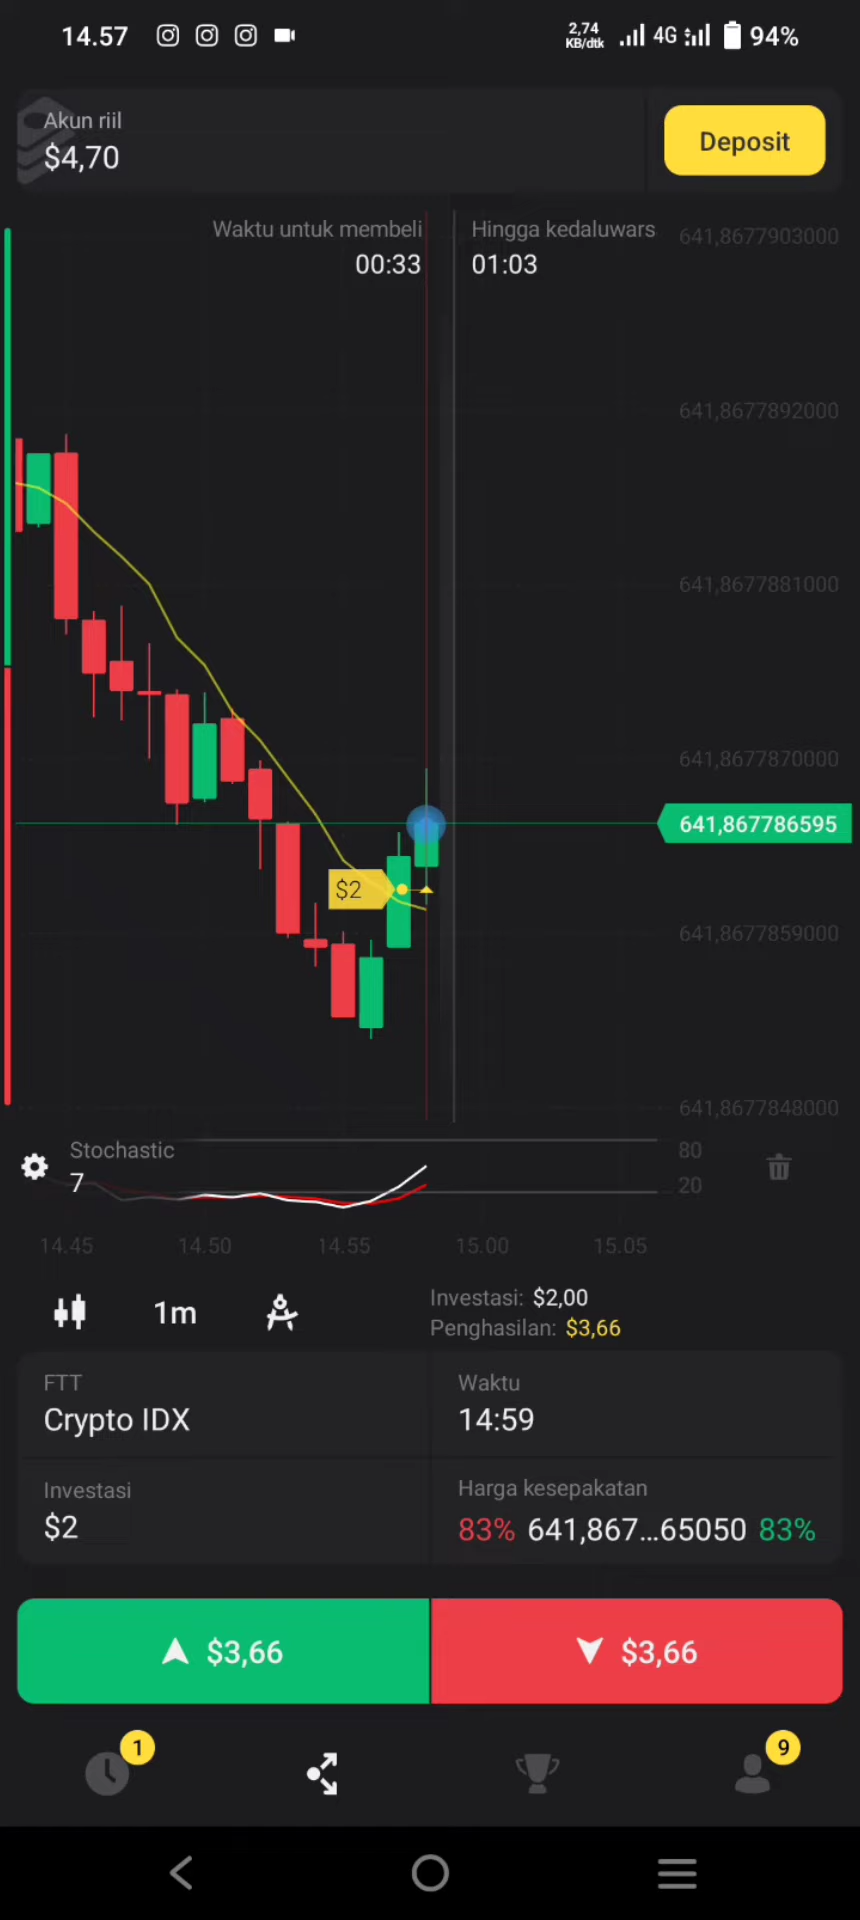 14.57
2,74
KB/dtk
4G
94%
Akun riil
$4,70
Deposit
Waktu untuk membeli
00:33
Hingga kedaluwars
01:03
641,8677903000
641,8677892000
641,8677881000
641,8677870000
641,867786595
$2
641,8677859000
641,8677848000
Stochastic
7
80
20
14.45 14.50 14.55 15.00 15.05
1m
Investasi: $2,00
Penghasilan: $3,66
FTT
Crypto IDX
Waktu
14:59
Investasi
$2
Harga kesepakatan
83% 641,867...65050 83%
$3,66
$3,66
1
9